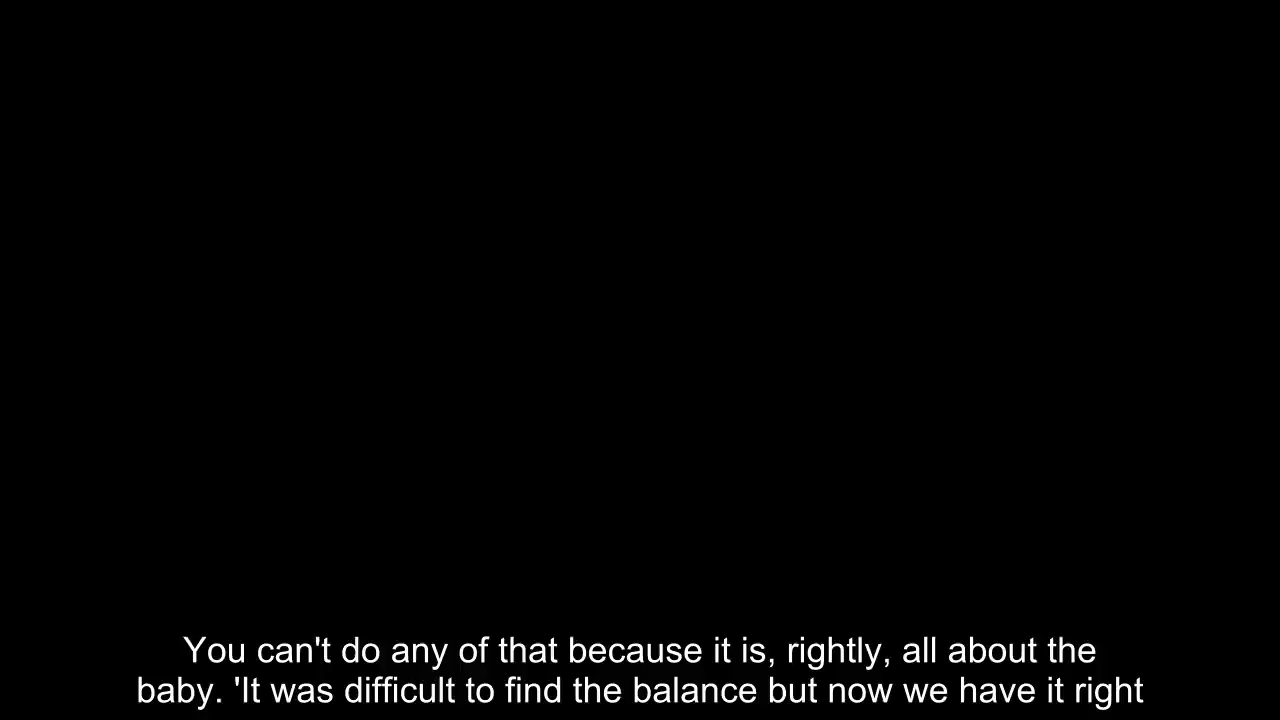 You can't do any of that because it is, rightly, all about the
baby. 'It was difficult to find the balance but now we have it right